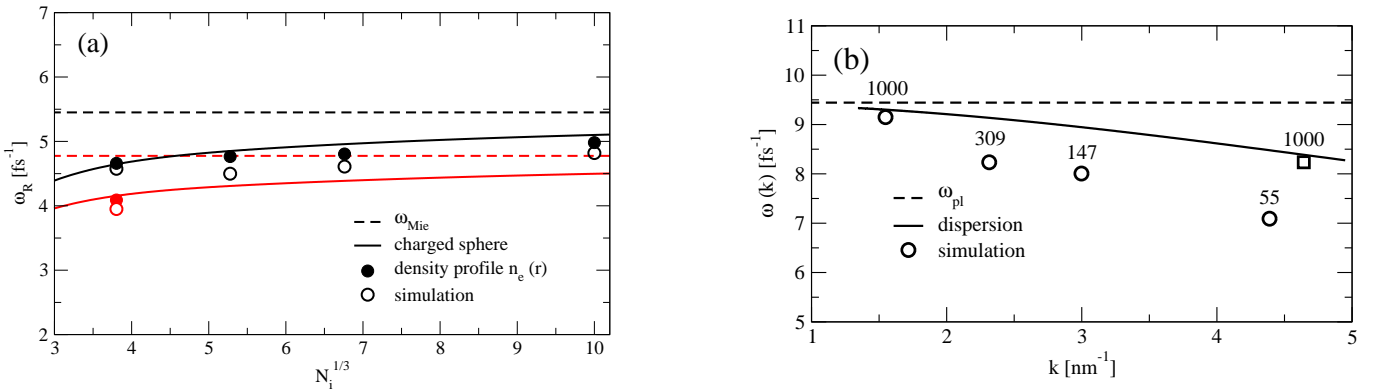 7
6
5
4
3
2
ω_R [fs^-1]
(a)
ω_Mie
charged sphere
density profile n_e (r)
simulation
3 4 5 6 7 8 9 10
N_i^1/3
11
10
9
8
7
6
5
ω (k) [fs^-1]
(b)
1000
309
147
1000
55
ω_pl
dispersion
simulation
1 2 3 4 5
k [nm^-1]